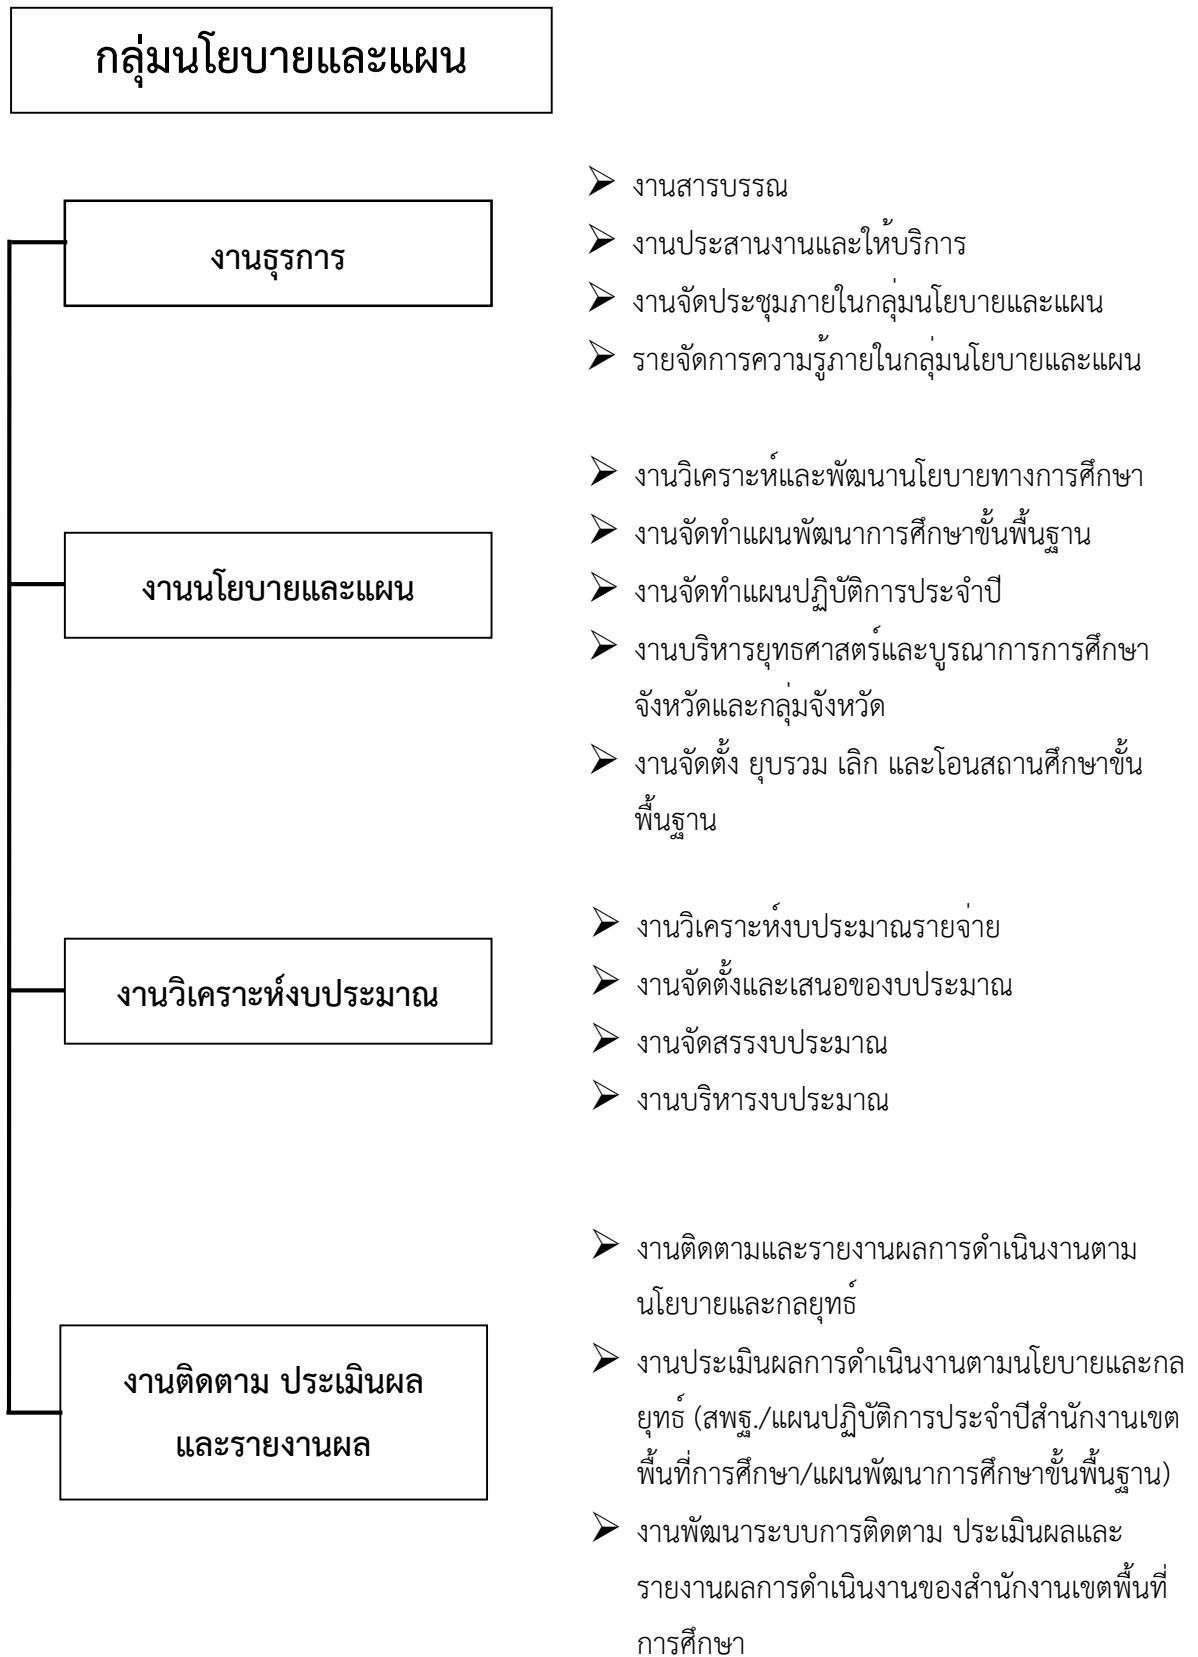 กลุ่มนโยบายและแผน
งานธุรการ
➢ งานสารบรรณ
➢ งานประสานงานและให้บริการ
➢ งานจัดประชุมภายในกลุ่มนโยบายและแผน
➢ รายจัดการความรู้ภายในกลุ่มนโยบายและแผน
งานนโยบายและแผน
➢ งานวิเคราะห์และพัฒนานโยบายทางการศึกษา
➢ งานจัดทำแผนพัฒนาการศึกษาขั้นพื้นฐาน
➢ งานจัดทำแผนปฏิบัติการประจำปี
➢ งานบริหารยุทธศาสตร์และบูรณาการการศึกษา
จังหวัดและกลุ่มจังหวัด
➢ งานจัดตั้ง ยุบรวม เลิก และโอนสถานศึกษาขั้น
พื้นฐาน
งานวิเคราะห์งบประมาณ
➢ งานวิเคราะห์งบประมาณรายจ่าย
➢ งานจัดตั้งและเสนอของบประมาณ
➢ งานจัดสรรงบประมาณ
➢ งานบริหารงบประมาณ
งานติดตาม ประเมินผล
และรายงานผล
➢ งานติดตามและรายงานผลการดำเนินงานตาม
นโยบายและกลยุทธ์
➢ งานประเมินผลการดำเนินงานตามนโยบายและกล
ยุทธ์ (สพฐ./แผนปฏิบัติการประจำปีสำนักงานเขต
พื้นที่การศึกษา/แผนพัฒนาการศึกษาขั้นพื้นฐาน)
➢ งานพัฒนาระบบการติดตาม ประเมินผลและ
รายงานผลการดำเนินงานของสำนักงานเขตพื้นที่
การศึกษา